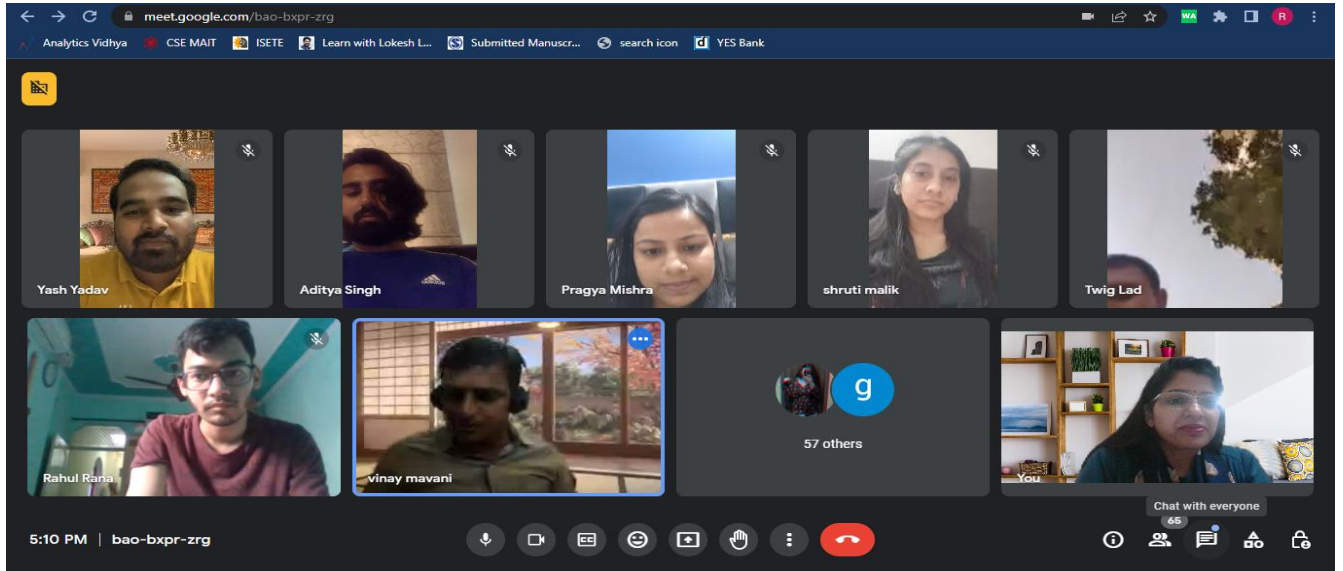 meet.google.com/bao-bxpr-zrg
WA
R
Analytics Vidhya CSE MAIT ISETE Learn with Lokesh L... Submitted Manuscr... search icon YES Bank
Yash Yadav
Aditya Singh
adidas
Pragya Mishra
shruti malik
Twig Lad
Rahul Rana
vinay mavani
g
57 others
You
Chat with everyone
65
5:10 PM | bao-bxpr-zrg
CC